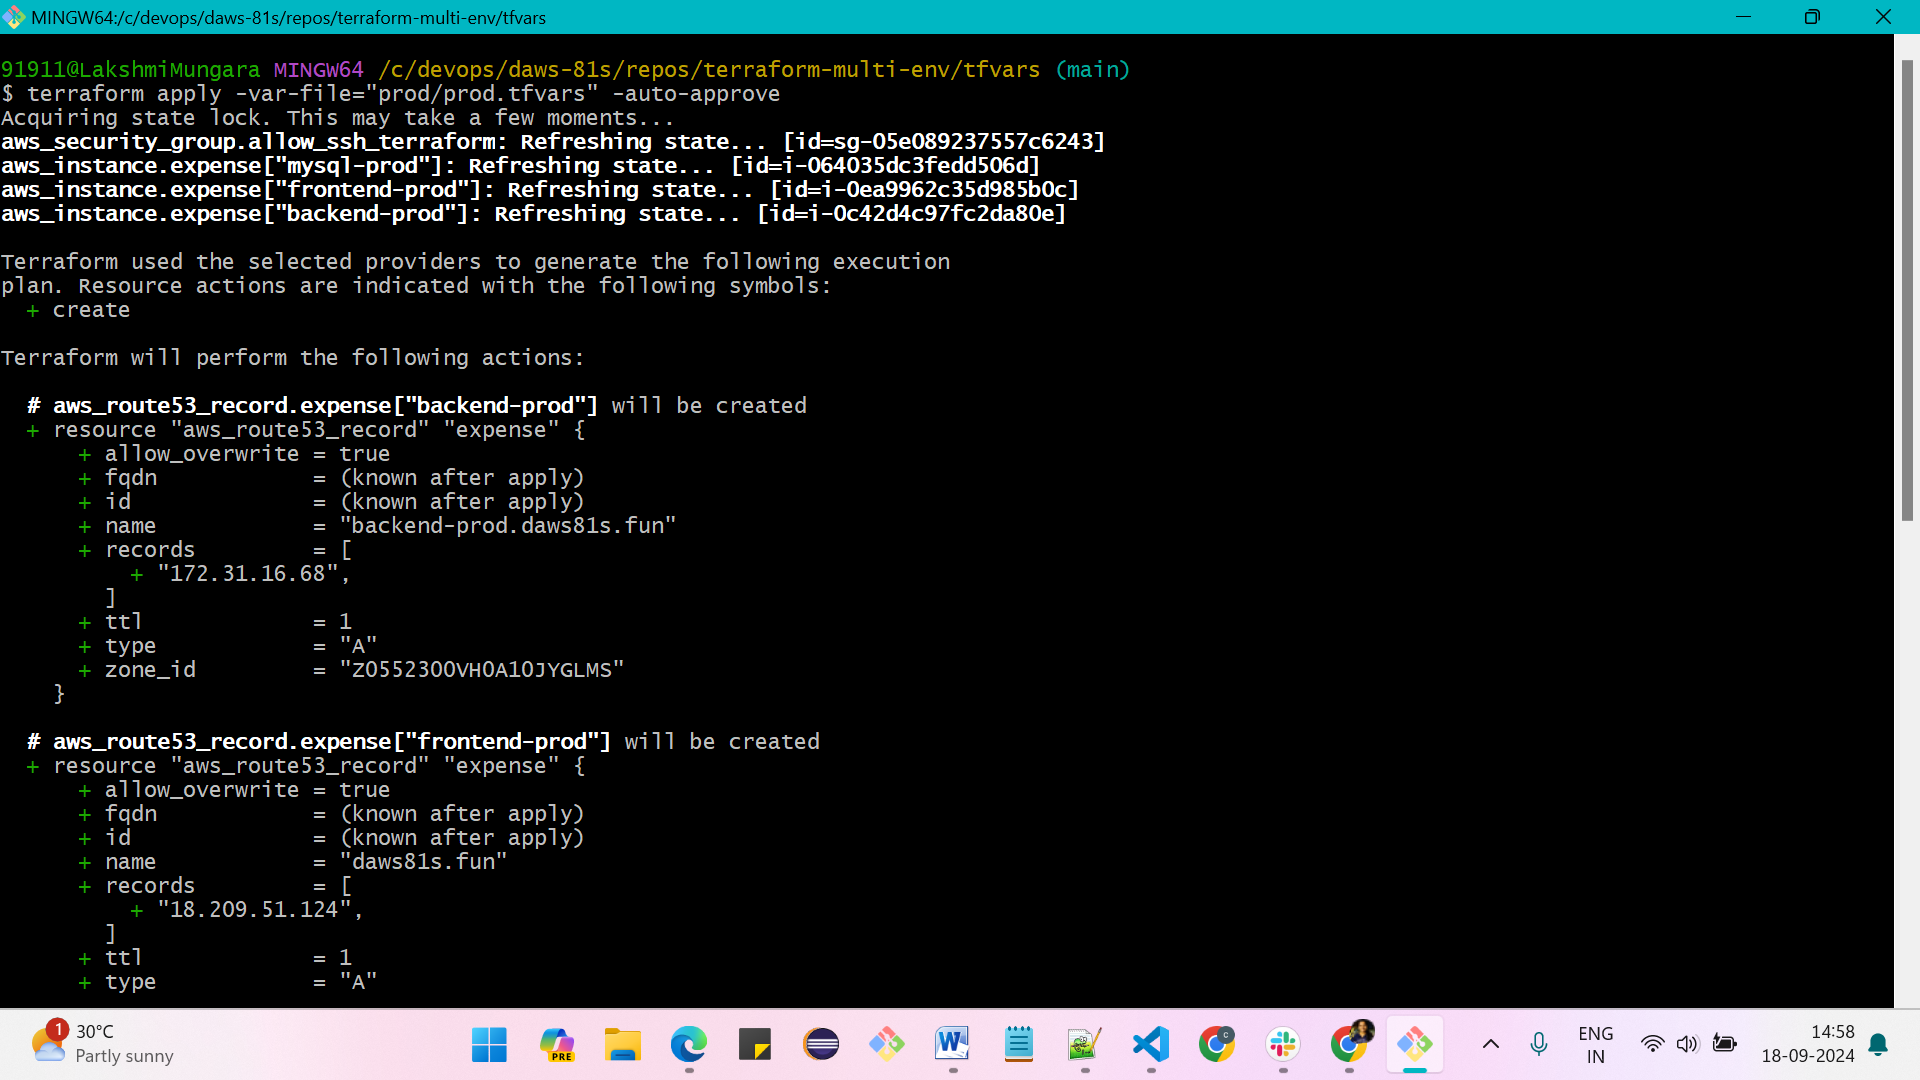 MINGW64:/c/devops/daws-81s/repos/terraform-multi-env/tfvars
91911@LakshmiMungara MINGW64 /c/devops/daws-81s/repos/terraform-multi-env/tfvars (main)
$ terraform apply -var-file="prod/prod.tfvars" -auto-approve
Acquiring state lock. This may take a few moments...
aws_security_group.allow_ssh_terraform: Refreshing state... [id=sg-05e089237557c6243]
aws_instance.expense["mysql-prod"]: Refreshing state... [id=i-064035dc3fedd506d]
aws_instance.expense["frontend-prod"]: Refreshing state... [id=i-0ea9962c35d985b0c]
aws_instance.expense["backend-prod"]: Refreshing state... [id=i-0c42d4c97fc2da80e]

Terraform used the selected providers to generate the following execution
plan. Resource actions are indicated with the following symbols:
  + create

Terraform will perform the following actions:

  # aws_route53_record.expense["backend-prod"] will be created
  + resource "aws_route53_record" "expense" {
      + allow_overwrite = true
      + fqdn            = (known after apply)
      + id              = (known after apply)
      + name            = "backend-prod.daws81s.fun"
      + records         = [
          + "172.31.16.68",
        ]
      + ttl             = 1
      + type            = "A"
      + zone_id         = "Z0552300VH0A10JYGLMS"
    }

  # aws_route53_record.expense["frontend-prod"] will be created
  + resource "aws_route53_record" "expense" {
      + allow_overwrite = true
      + fqdn            = (known after apply)
      + id              = (known after apply)
      + name            = "daws81s.fun"
      + records         = [
          + "18.209.51.124",
        ]
      + ttl             = 1
      + type            = "A"
1
30°C
Partly sunny
PRE
W
C
ENG
IN
14:58
18-09-2024